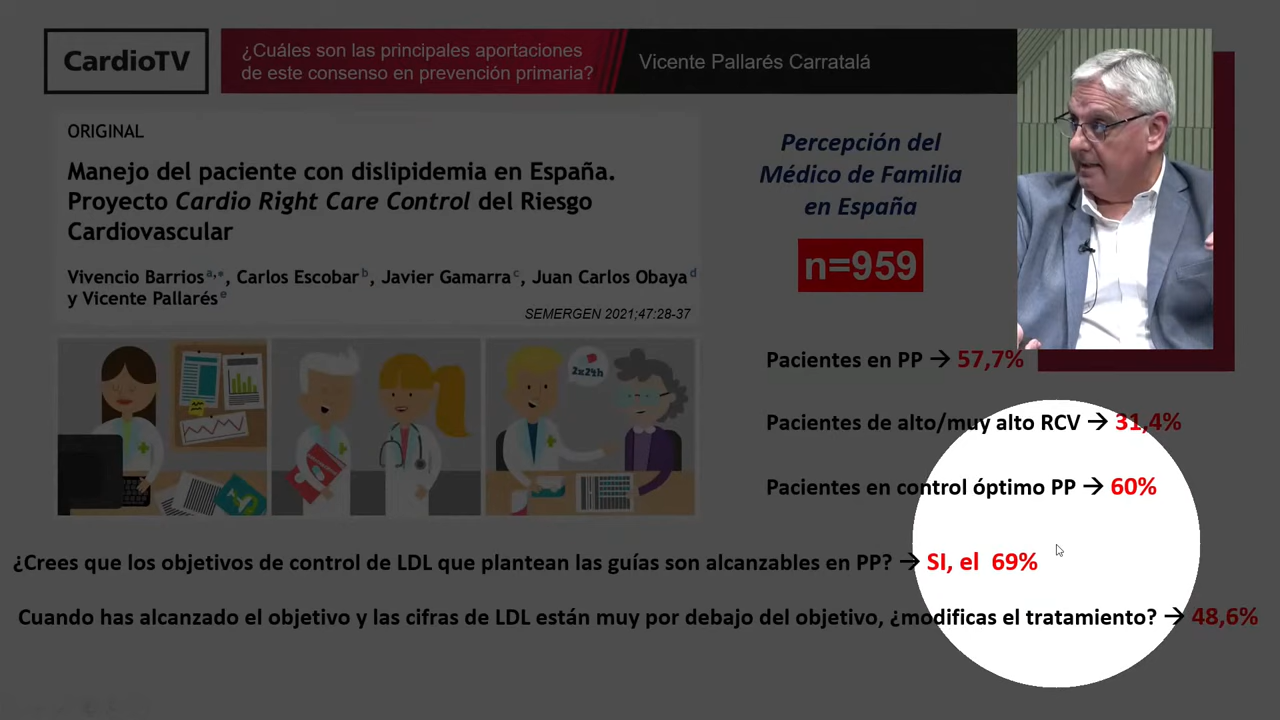 CardioTV
¿Cuáles son las principales aportaciones
de este consenso en prevención primaria?
Vicente Pallarés Carratalá
ORIGINAL
Manejo del paciente con dislipidemia en España.
Proyecto Cardio Right Care Control del Riesgo
Cardiovascular
Vivencio Barrios a,*, Carlos Escobar b, Javier Gamarra c, Juan Carlos Obaya d
y Vicente Pallarés e
SEMERGEN 2021;47:28-37
2x24h
Percepción del
Médico de Familia
en España
n=959
Pacientes en PP → 57,7%
Pacientes de alto/muy alto RCV → 31,4%
Pacientes en control óptimo PP → 60%
¿Crees que los objetivos de control de LDL que plantean las guías son alcanzables en PP? → SI, el 69%
Cuando has alcanzado el objetivo y las cifras de LDL están muy por debajo del objetivo, ¿modificas el tratamiento? → 48,6%